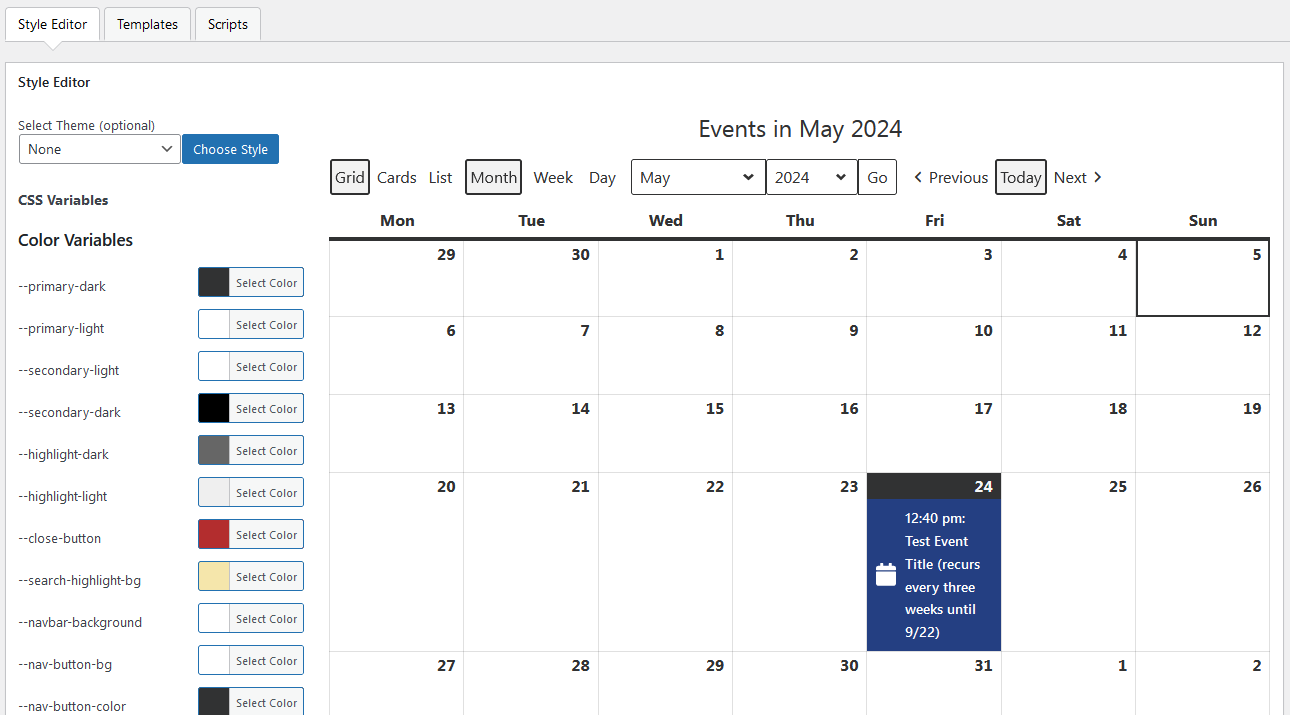 Style Editor Templates Scripts
Style Editor
Select Theme (optional)
None Choose Style
CSS Variables
Color Variables
--primary-dark Select Color
--primary-light Select Color
--secondary-light Select Color
--secondary-dark Select Color
--highlight-dark Select Color
--highlight-light Select Color
--close-button Select Color
--search-highlight-bg Select Color
--navbar-background Select Color
--nav-button-bg Select Color
--nav-button-color Select Color
Events in May 2024
Grid Cards List Month Week Day May 2024 Go Previous Today Next
Mon Tue Wed Thu Fri Sat Sun
29 30 1 2 3 4 5
6 7 8 9 10 11 12
13 14 15 16 17 18 19
20 21 22 23 24 25 26
12:40 pm:
Test Event
Title (recurs
every three
weeks until
9/22)
27 28 29 30 31 1 2